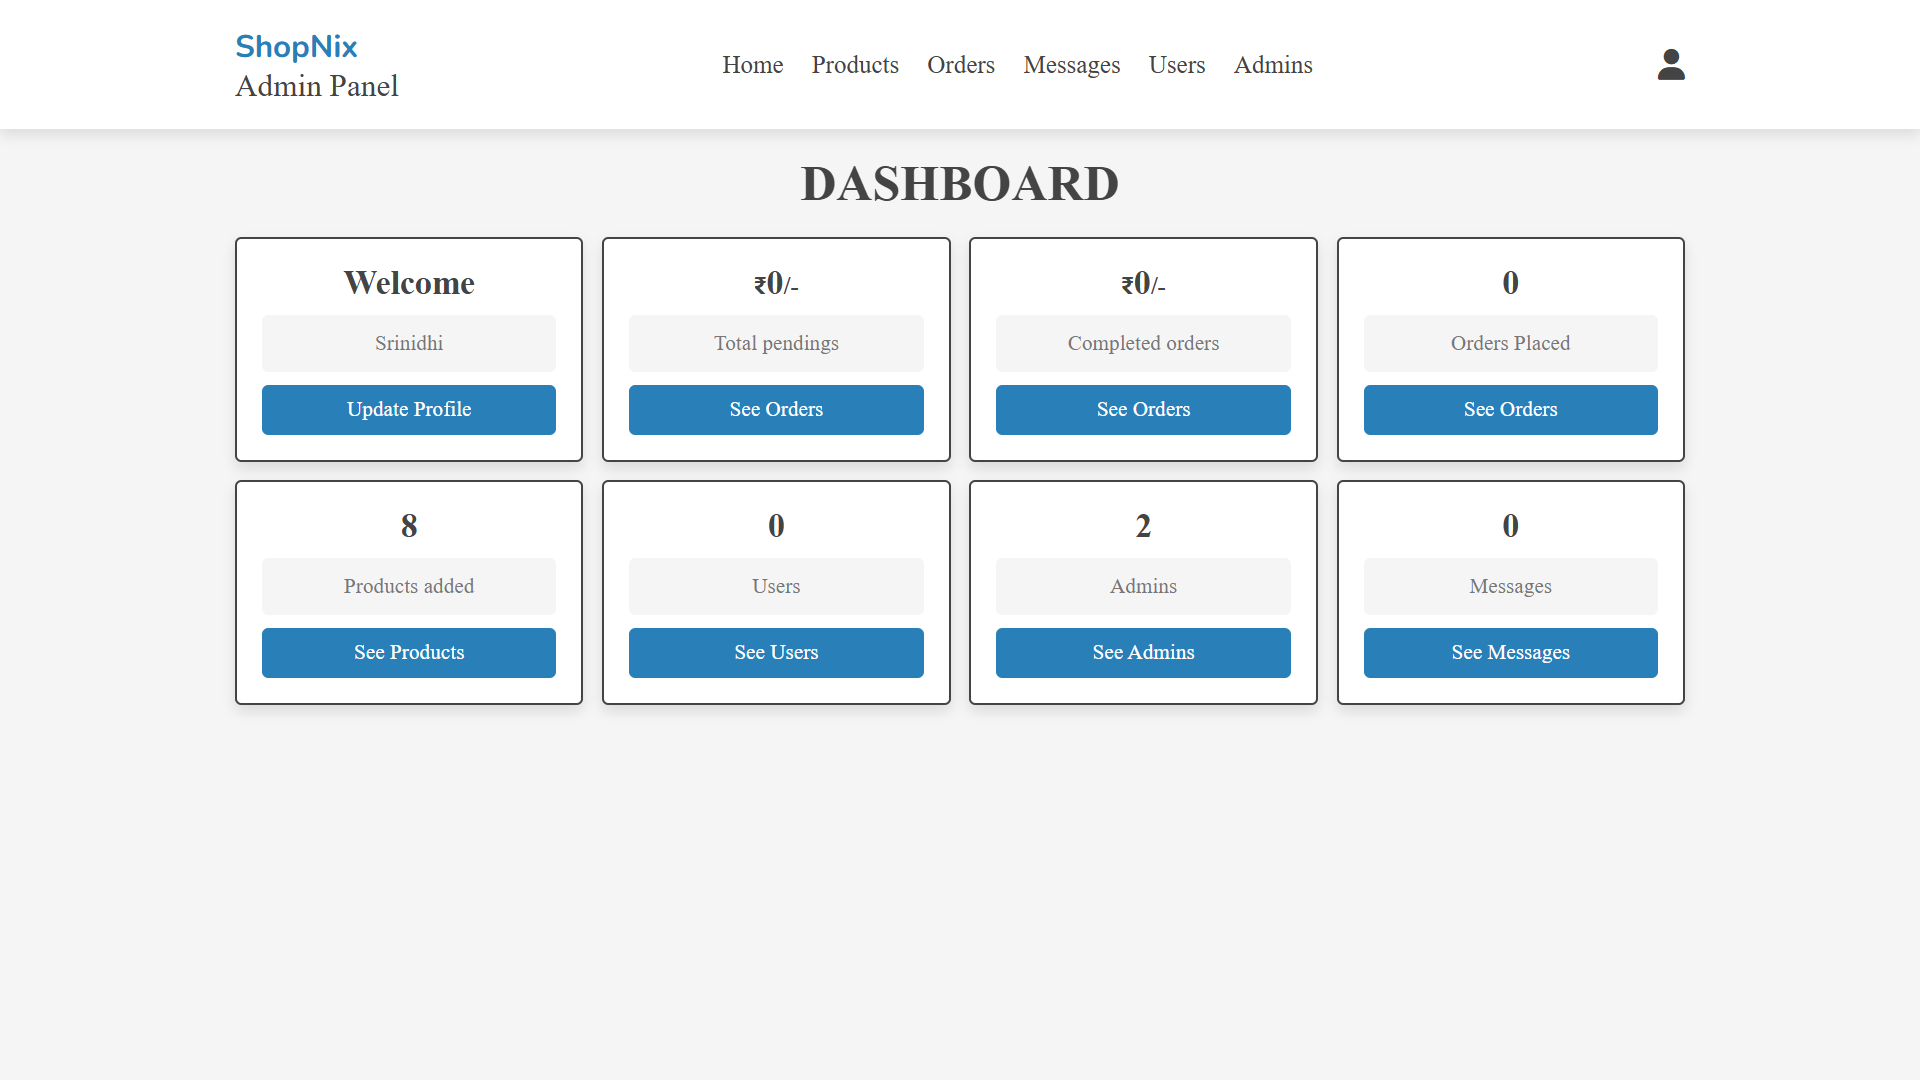 ShopNix
Admin Panel
Home Products Orders Messages Users Admins
DASHBOARD
Welcome
Srinidhi
Update Profile
₹0/-
Total pendings
See Orders
₹0/-
Completed orders
See Orders
0
Orders Placed
See Orders
8
Products added
See Products
0
Users
See Users
2
Admins
See Admins
0
Messages
See Messages